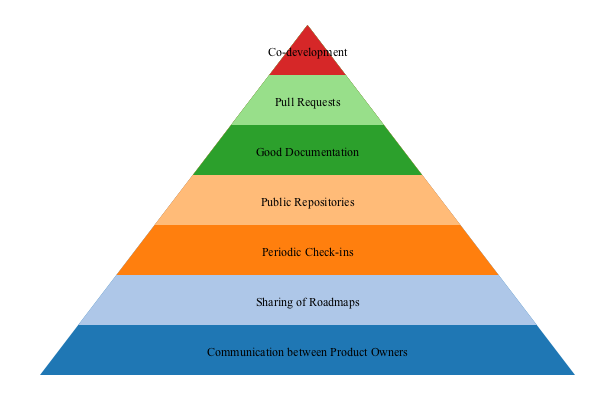 Co-development
Pull Requests
Good Documentation
Public Repositories
Periodic Check-ins
Sharing of Roadmaps
Communication between Product Owners